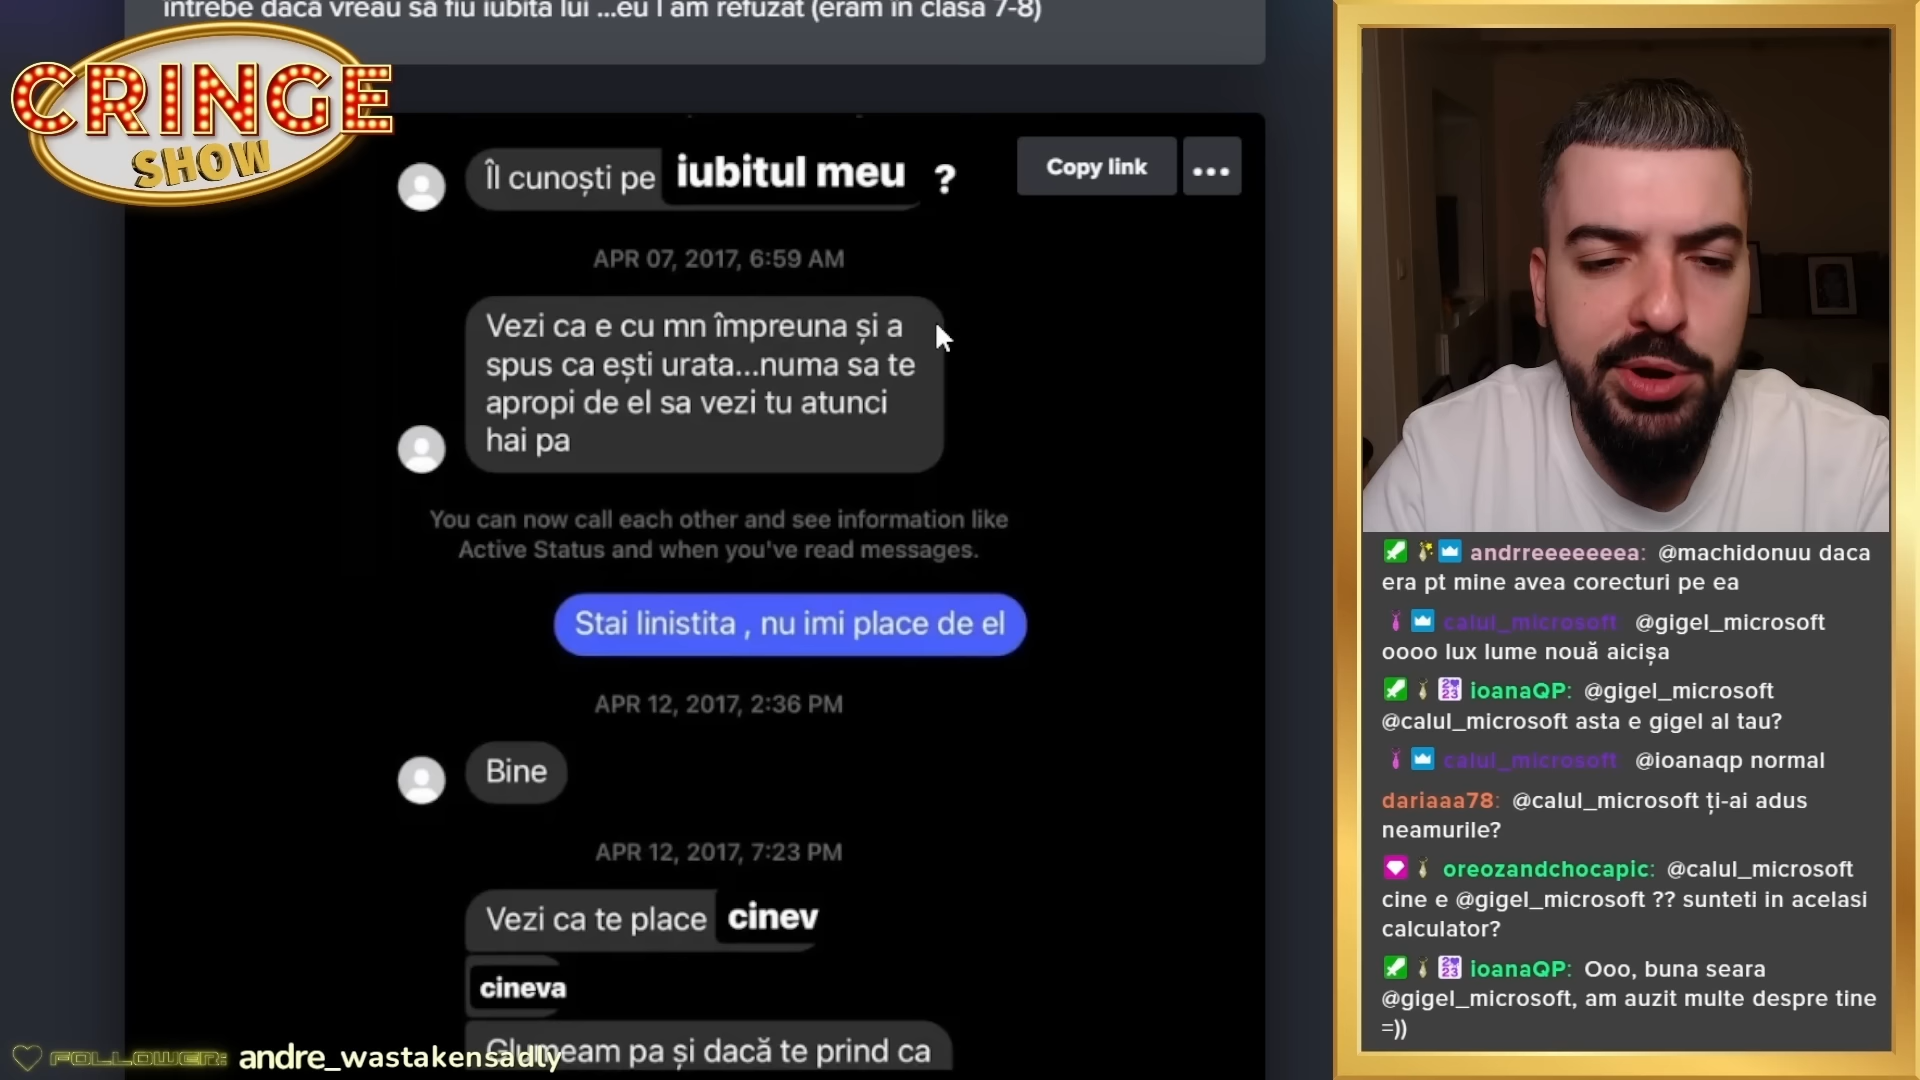 întrebe dacă vreau să fiu iubita lui ...eu l am refuzat (eram în clasa 7-8)
CRINGE
SHOW
Îl cunoști pe iubitul meu ?
Copy link
...
APR 07, 2017, 6:59 AM
Vezi ca e cu mn împreuna și a
spus ca ești urata...numa sa te
apropi de el sa vezi tu atunci
hai pa
You can now call each other and see information like
Active Status and when you've read messages.
Stai linistita , nu imi place de el
APR 12, 2017, 2:36 PM
Bine
APR 12, 2017, 7:23 PM
Vezi ca te place cinev
cineva
Glumeam pa și dacă te prind ca
FOLLOWER: andre_wastakensadly
andrreeeeeeea: @machidonuu daca
era pt mine avea corecturi pe ea
calul_microsoft @gigel_microsoft
oooo lux lume nouă aicișa
ioanaQP: @gigel_microsoft
@calul_microsoft asta e gigel al tau?
calul_microsoft @ioanaqp normal
dariaaa78: @calul_microsoft ți-ai adus
neamurile?
oreozandchocapic: @calul_microsoft
cine e @gigel_microsoft ?? sunteti in acelasi
calculator?
ioanaQP: Ooo, buna seara
@gigel_microsoft, am auzit multe despre tine
=))